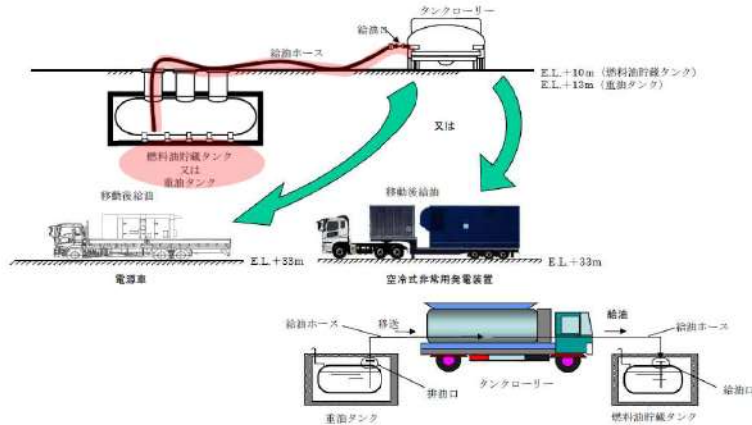 タンクローリー
給油口
給油ホース
E.L.+10m（燃料油貯蔵タンク）
E.L.+13m（重油タンク）
又は
燃料油貯蔵タンク
又は
重油タンク
移動後給油
移動後給油
E.L.+33m
E.L.+33m
電源車
空冷式非常用発電装置
給油ホース
移送
給油
給油ホース
排油口
タンクローリー
給油口
重油タンク
燃料油貯蔵タンク